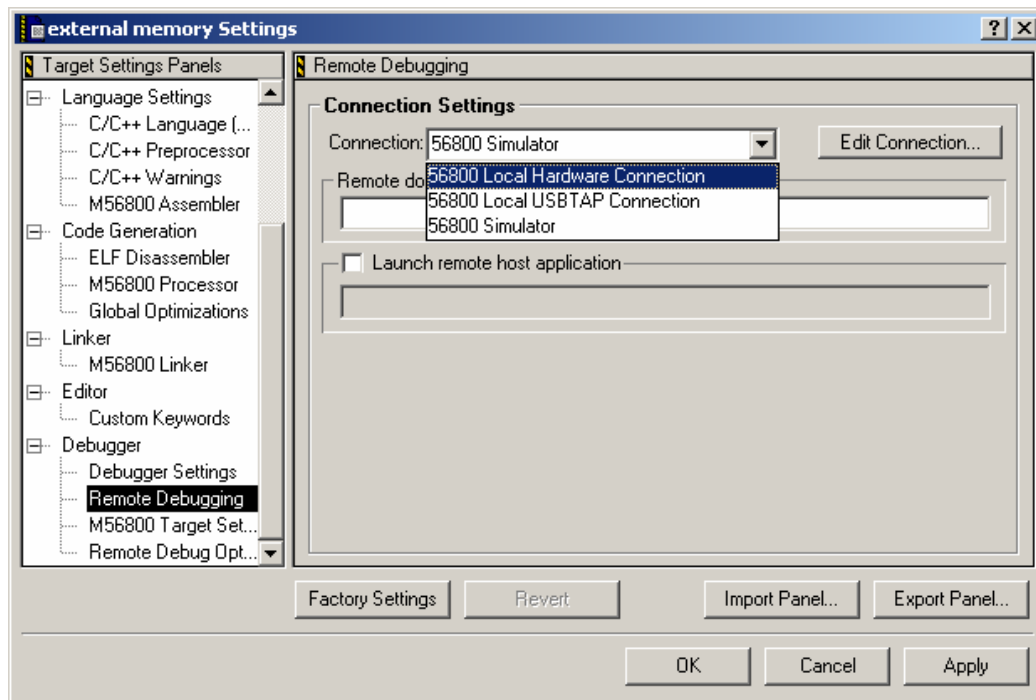 external memory Settings
Target Settings Panels
Language Settings
C/C++ Language (...
C/C++ Preprocessor
C/C++ Warnings
M56800 Assembler
Code Generation
ELF Disassembler
M56800 Processor
Global Optimizations
Linker
M56800 Linker
Editor
Custom Keywords
Debugger
Debugger Settings
Remote Debugging
M56800 Target Set...
Remote Debug Opt...
Remote Debugging
Connection Settings
Connection: 56800 Simulator
Edit Connection...
Remote do
56800 Local Hardware Connection
56800 Local USBTAP Connection
56800 Simulator
Launch remote host application
Factory Settings
Revert
Import Panel...
Export Panel...
OK
Cancel
Apply